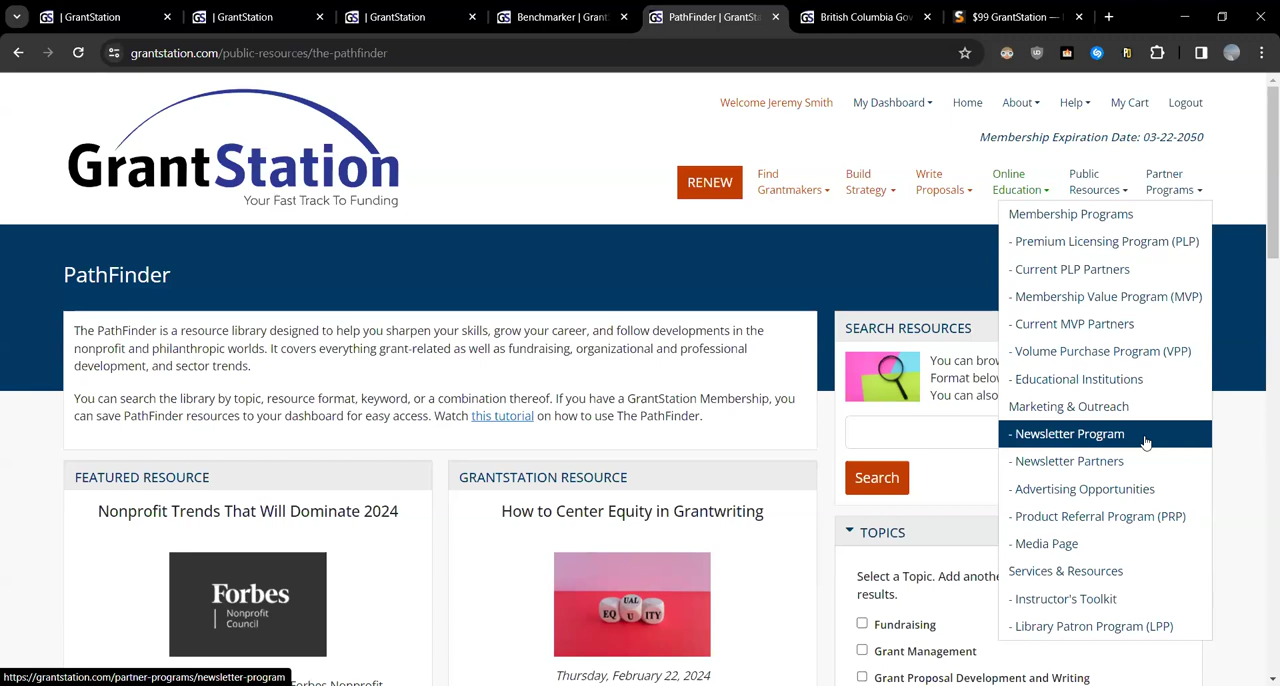 | GrantStation
| GrantStation
| GrantStation
Benchmarker | Grant
PathFinder | GrantSta
British Columbia Gov
$99 GrantStation —
grantstation.com/public-resources/the-pathfinder
Welcome Jeremy Smith
My Dashboard
Home
About
Help
My Cart
Logout
Membership Expiration Date: 03-22-2050
GrantStation
Your Fast Track To Funding
RENEW
Find Grantmakers
Build Strategy
Write Proposals
Online Education
Public Resources
Partner Programs
Membership Programs
- Premium Licensing Program (PLP)
- Current PLP Partners
- Membership Value Program (MVP)
- Current MVP Partners
- Volume Purchase Program (VPP)
- Educational Institutions
Marketing & Outreach
- Newsletter Program
- Newsletter Partners
- Advertising Opportunities
- Product Referral Program (PRP)
- Media Page
Services & Resources
- Instructor's Toolkit
- Library Patron Program (LPP)
PathFinder
The PathFinder is a resource library designed to help you sharpen your skills, grow your career, and follow developments in the
nonprofit and philanthropic worlds. It covers everything grant-related as well as fundraising, organizational and professional
development, and sector trends.
You can search the library by topic, resource format, keyword, or a combination thereof. If you have a GrantStation Membership, you
can save PathFinder resources to your dashboard for easy access. Watch this tutorial on how to use The PathFinder.
SEARCH RESOURCES
You can brow
Format below
You can also
Search
FEATURED RESOURCE
Nonprofit Trends That Will Dominate 2024
Forbes
Nonprofit
Council
GRANTSTATION RESOURCE
How to Center Equity in Grantwriting
EQ UAL U ITY
Thursday, February 22, 2024
TOPICS
Select a Topic. Add anothe
results.
Fundraising
Grant Management
Grant Proposal Development and Writing
https://grantstation.com/partner-programs/newsletter-program